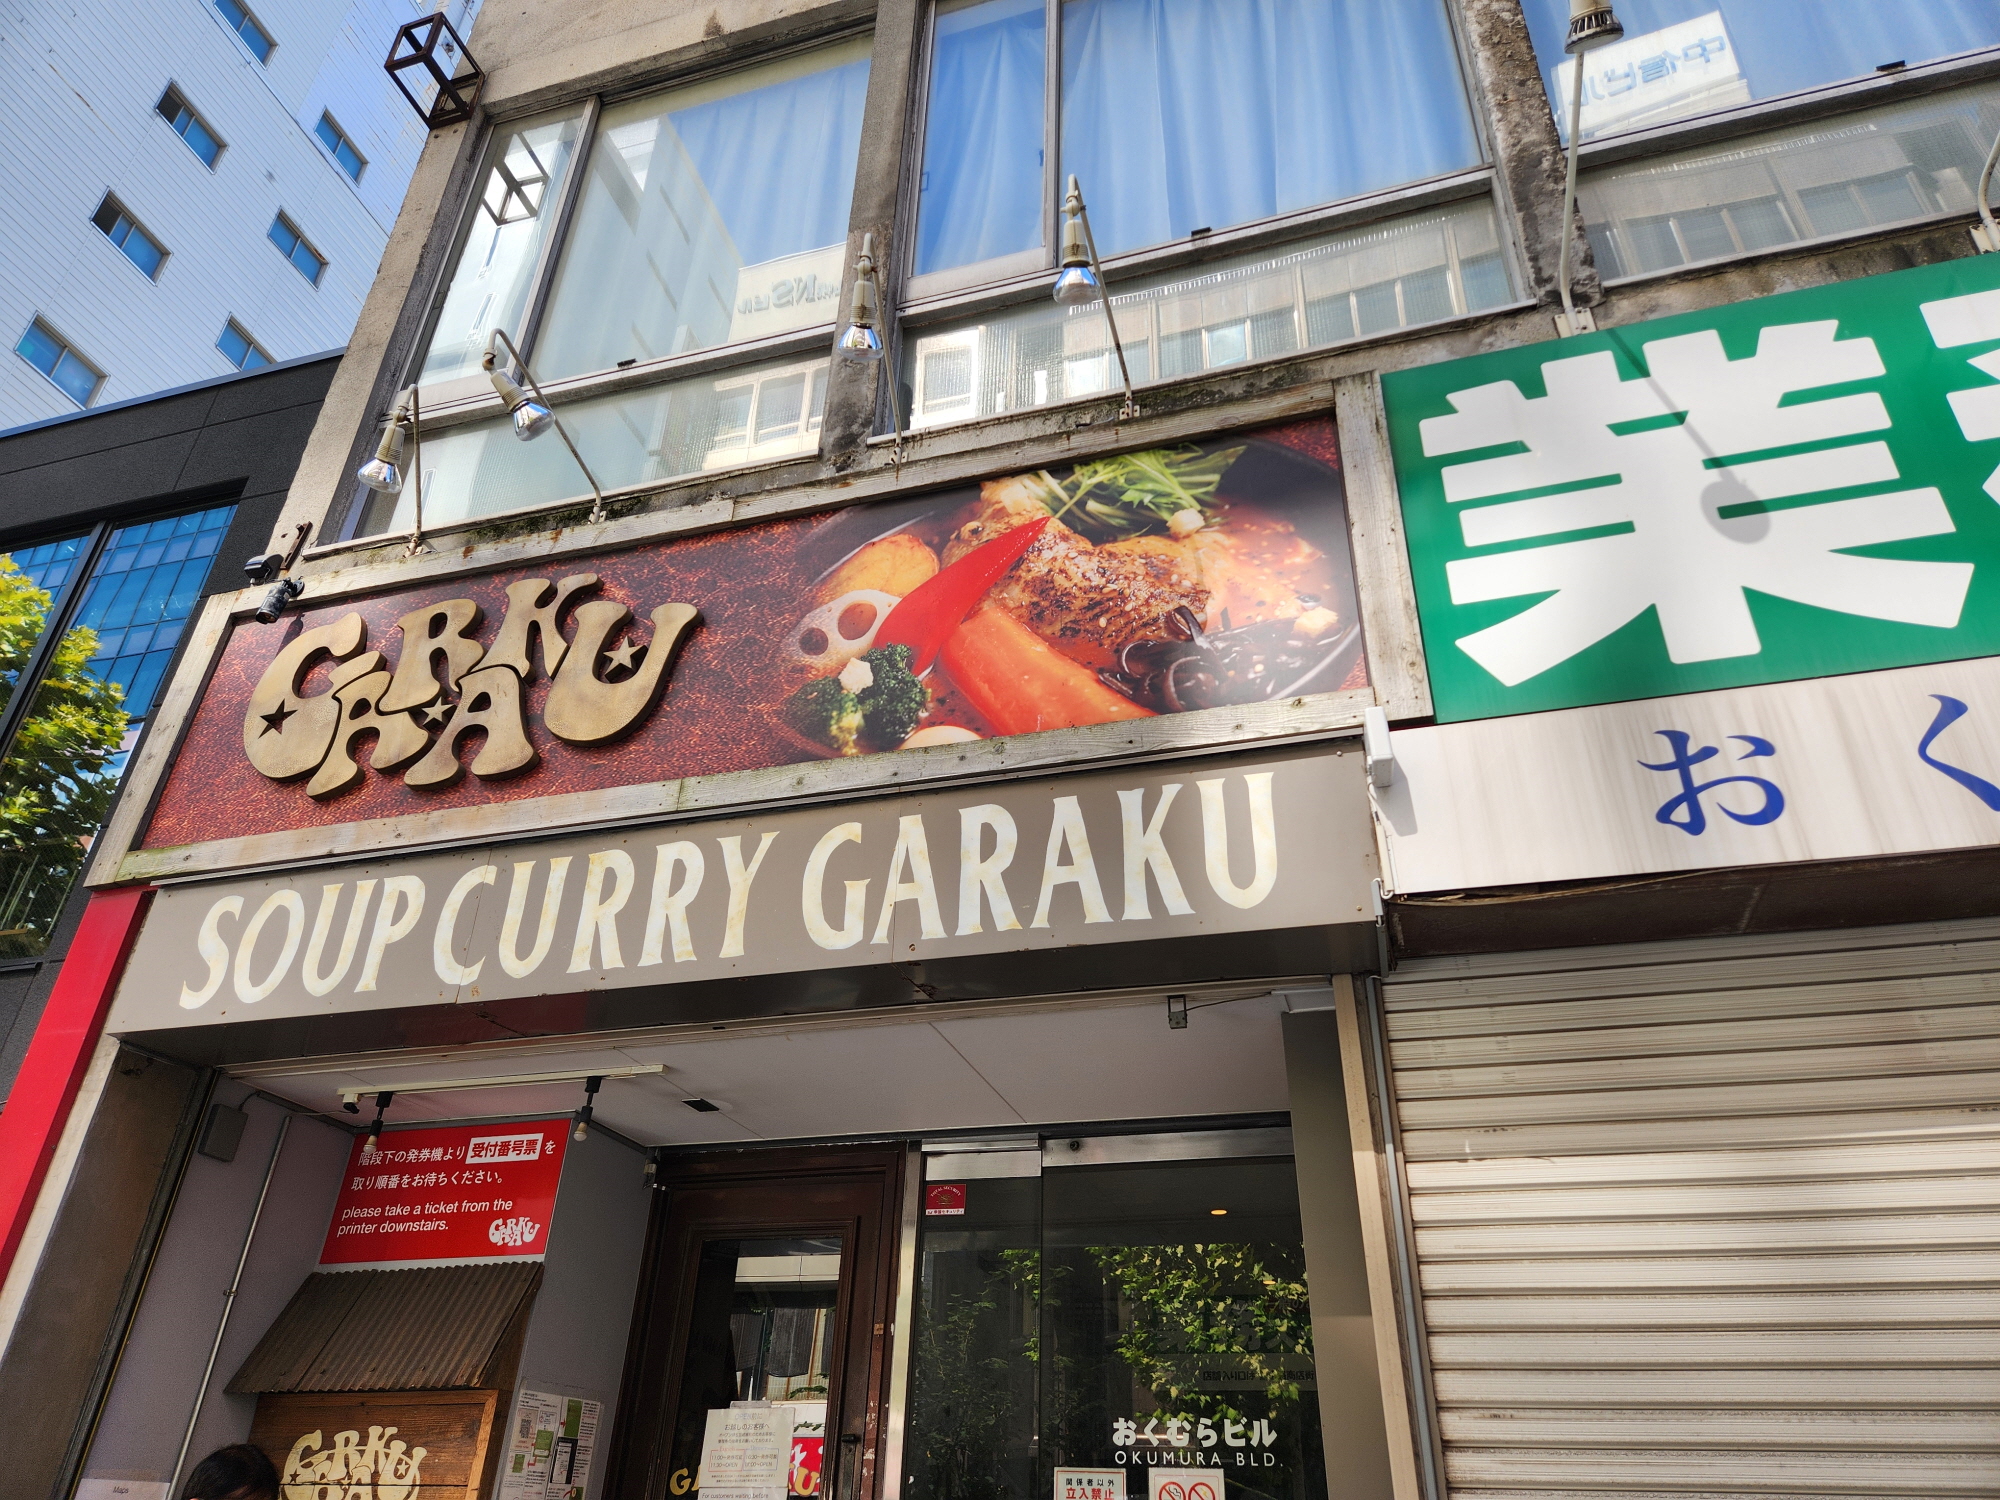 GARAKU
SOUP CURRY GARAKU
業
おく
階段下の発券機より 受付番号票 を
取り順番をお待ちください。
please take a ticket from the
printer downstairs.
GARAKU
GARAKU
おくむらビル
OKUMURA BLD.
関係者以外
立入禁止
Maps